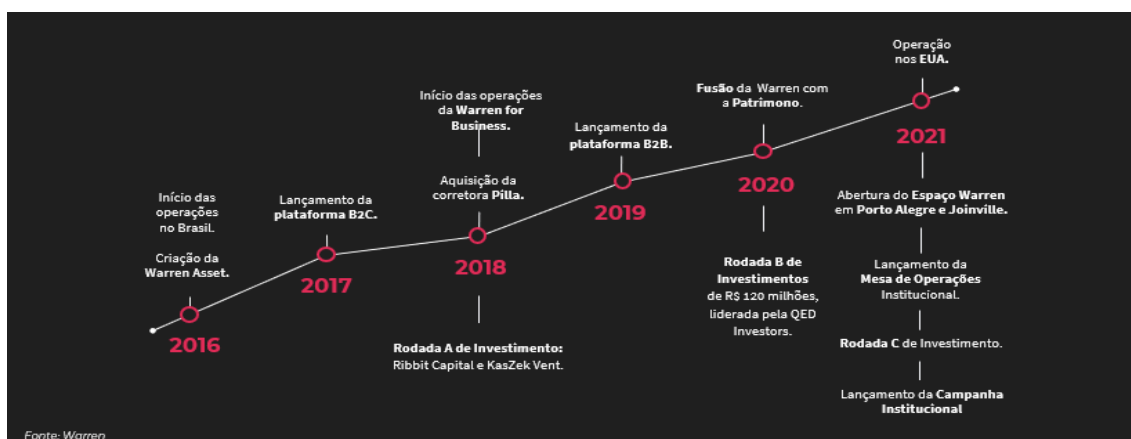 Início das
operações
no Brasil.
Criação da
Warren Asset.
2016
Lançamento da
plataforma B2C.
2017
Início das operações
da Warren for
Business.
Aquisição da
corretora Pilla.
2018
Rodada A de Investimento:
Ribbit Capital e KasZek Vent.
Lançamento da
plataforma B2B.
2019
Fusão da Warren com
a Patrimono.
2020
Rodada B de
Investimentos
de R$ 120 milhões,
liderada pela QED
Investors.
Operação
nos EUA.
2021
Abertura do Espaço Warren
em Porto Alegre e Joinville.
Lançamento da
Mesa de Operações
Institucional.
Rodada C de Investimento.
Lançamento da Campanha
Institucional
Fonte: Warren